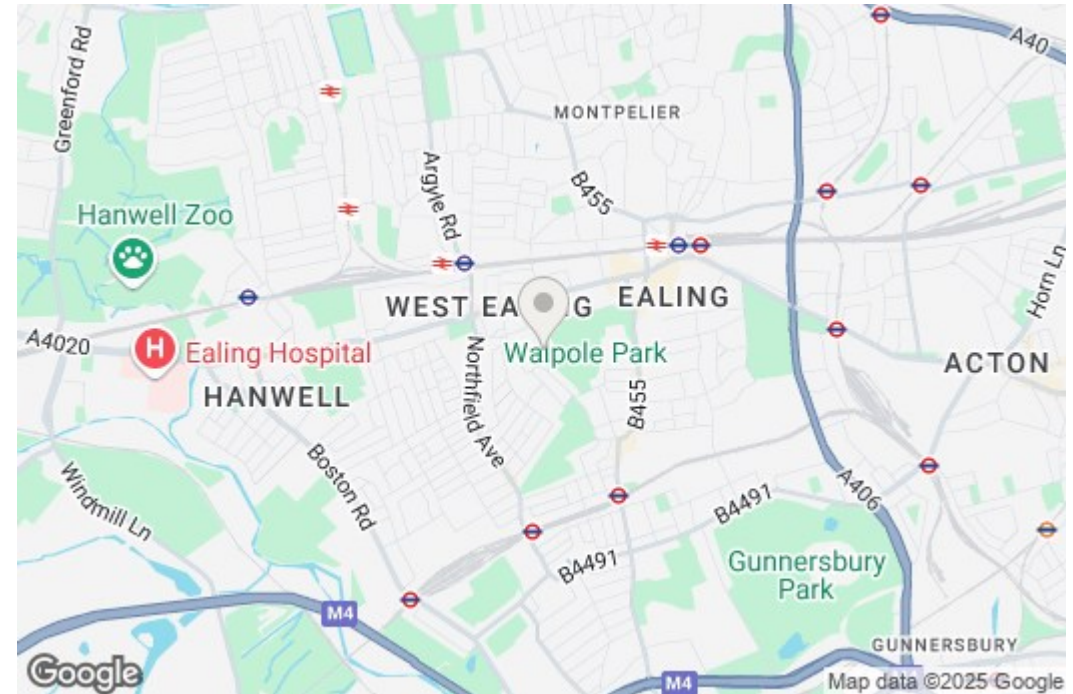 A40
Greenford Rd
MONTPELIER
Argyle Rd
B455
Hanwell Zoo
Horn Ln
WEST EA
G
EALING
A4020
H
Ealing Hospital
Walpole Park
ACTON
HANWELL
Northfield Ave
B455
Boston Rd
Windmill Ln
A406
B4491
B4491
Gunnersbury
Park
M4
GUNNERSBURY
M4
Google
Map data ©2025 Google